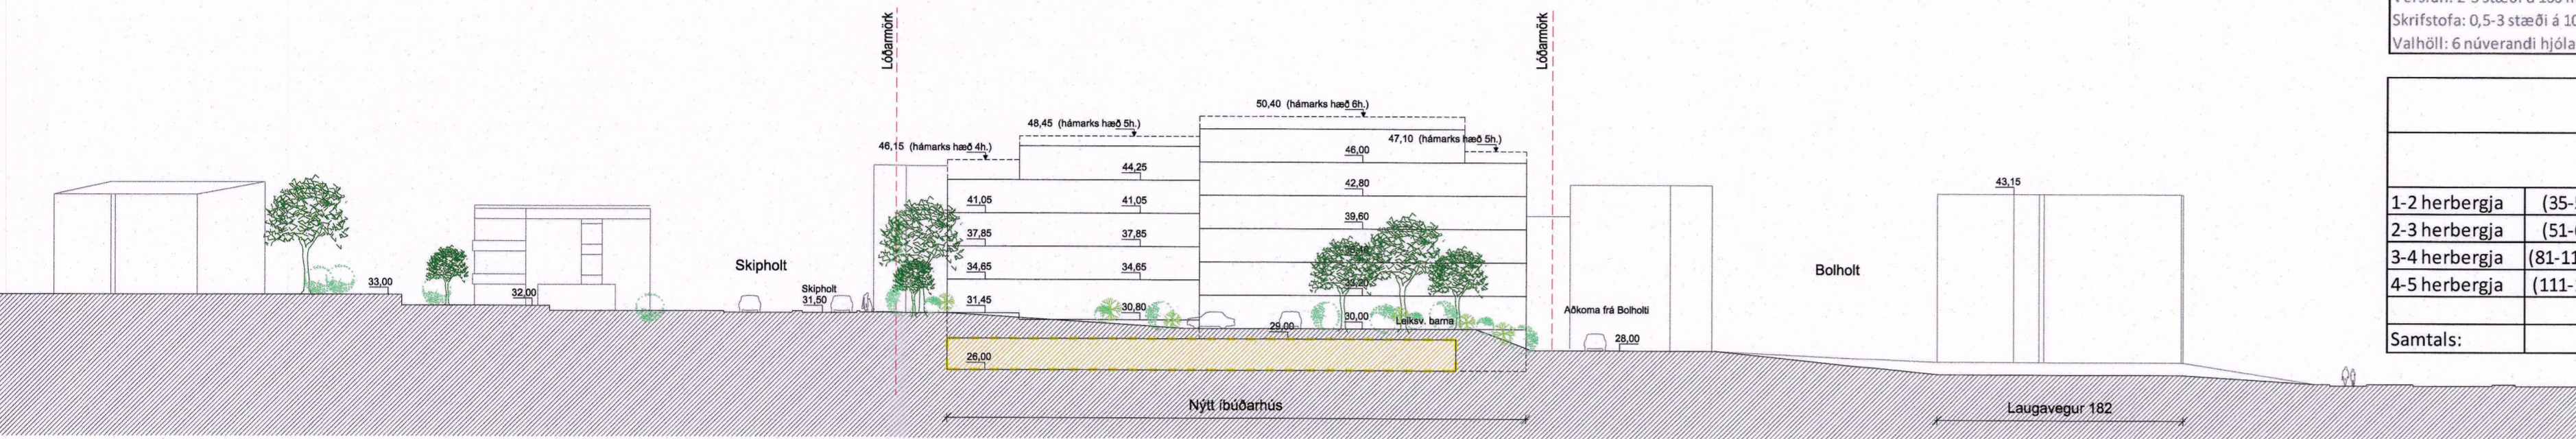 Lóðarmörk
Lóðarmörk
50,40 (hámarks hæð 6h.)
48,45 (hámarks hæð 5h.)
47,10 (hámarks hæð 5h.)
46,15 (hámarks hæð 4h.)
46,00
44,25
42,80
41,05
41,05
39,60
37,85
37,85
34,65
34,65
31,45
30,80
30,00
29,00
Leiksv. barna
26,00
33,00
32,00
Skipholt
Skipholt
31,50
Aðkoma frá Bolholti
28,00
Bolholt
43,15
Nýtt íbúðarhús
Laugavegur 182
Skrifstofa: 0,5-3 stæði á 10
Valhöll: 6 núverandi hjóla
1-2 herbergja (35-
2-3 herbergja (51-
3-4 herbergja (81-11
4-5 herbergja (111-
Samtals: